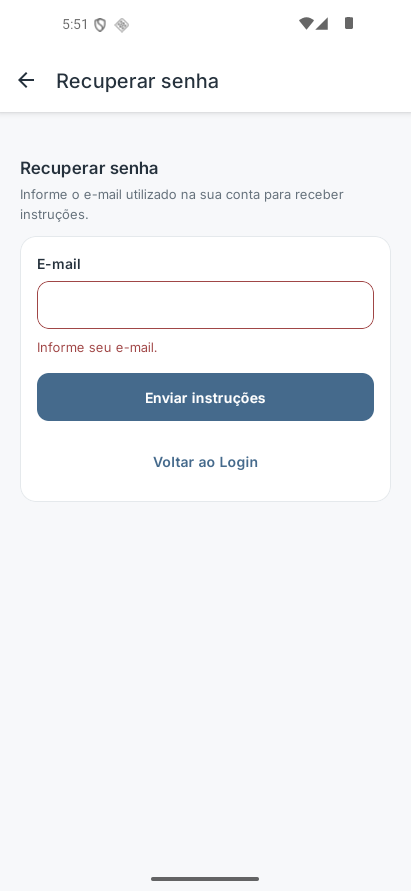 5:51
Recuperar senha
Recuperar senha
Informe o e-mail utilizado na sua conta para receber
instruções.
E-mail
Informe seu e-mail.
Enviar instruções
Voltar ao Login